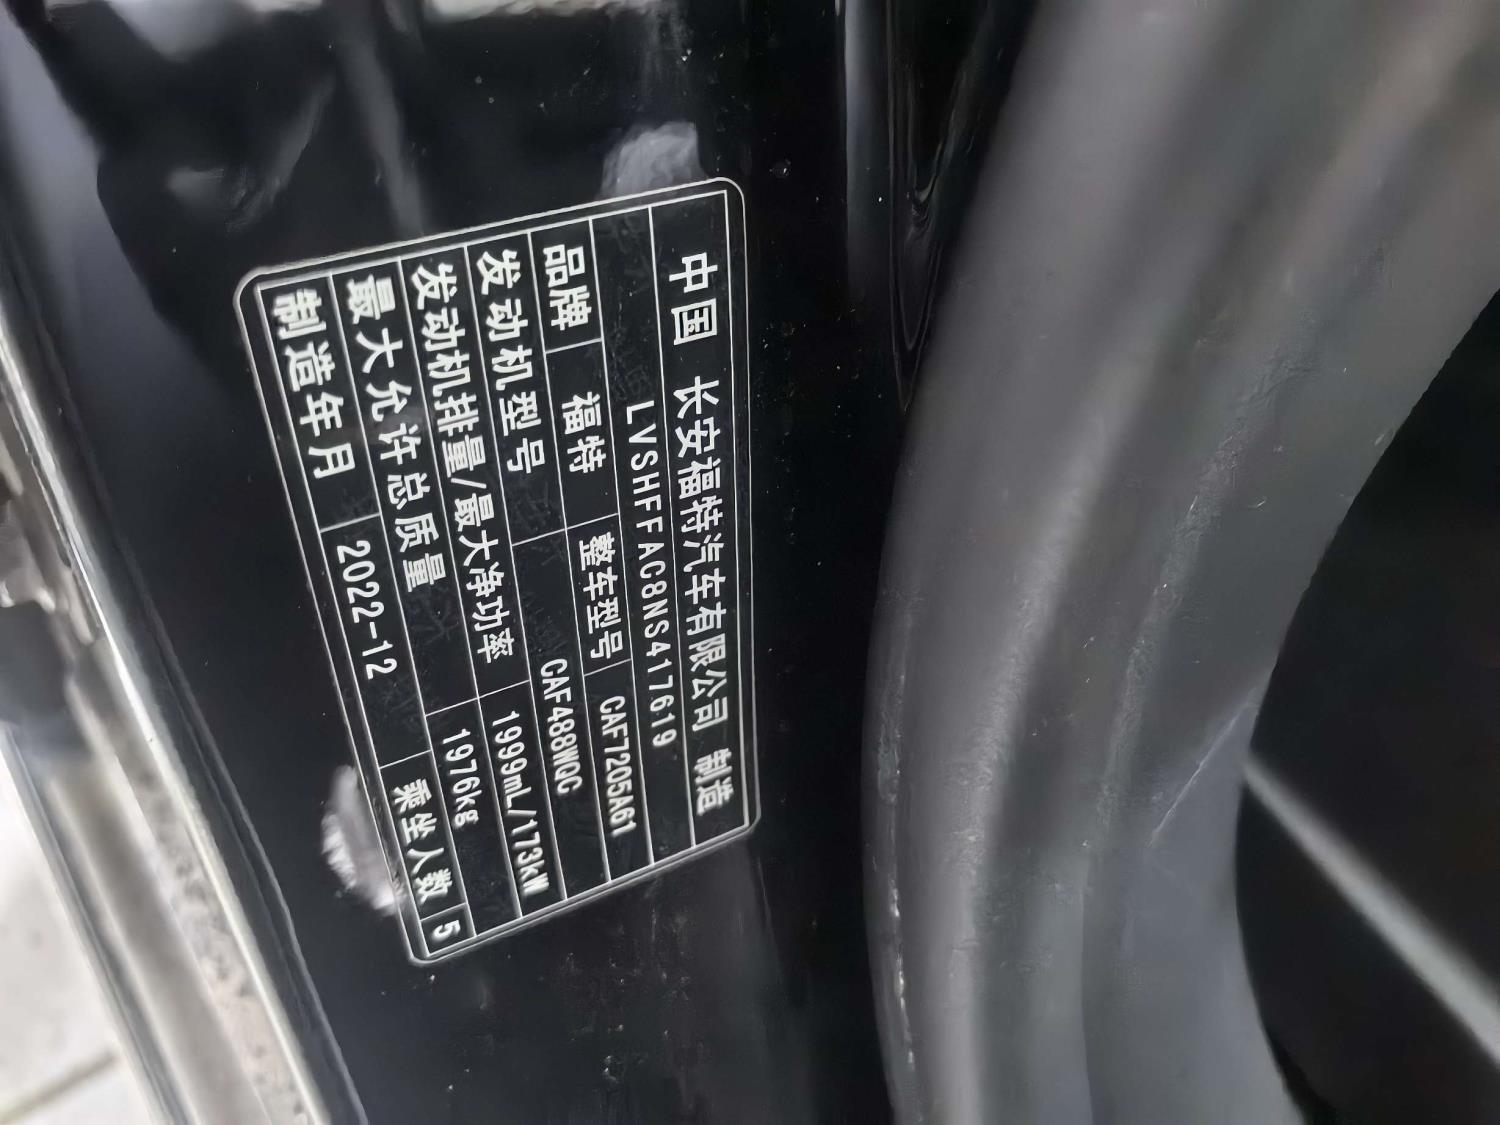 中国 长安福特汽车有限公司 制造
LVSHFFAC8NS417619
品牌 福特 整车型号 CAF7205A61
发动机型号 CAF488WQC
发动机排量/最大净功率 1999mL/173kW
最大允许总质量 1976kg
制造年月 2022-12 乘坐人数 5